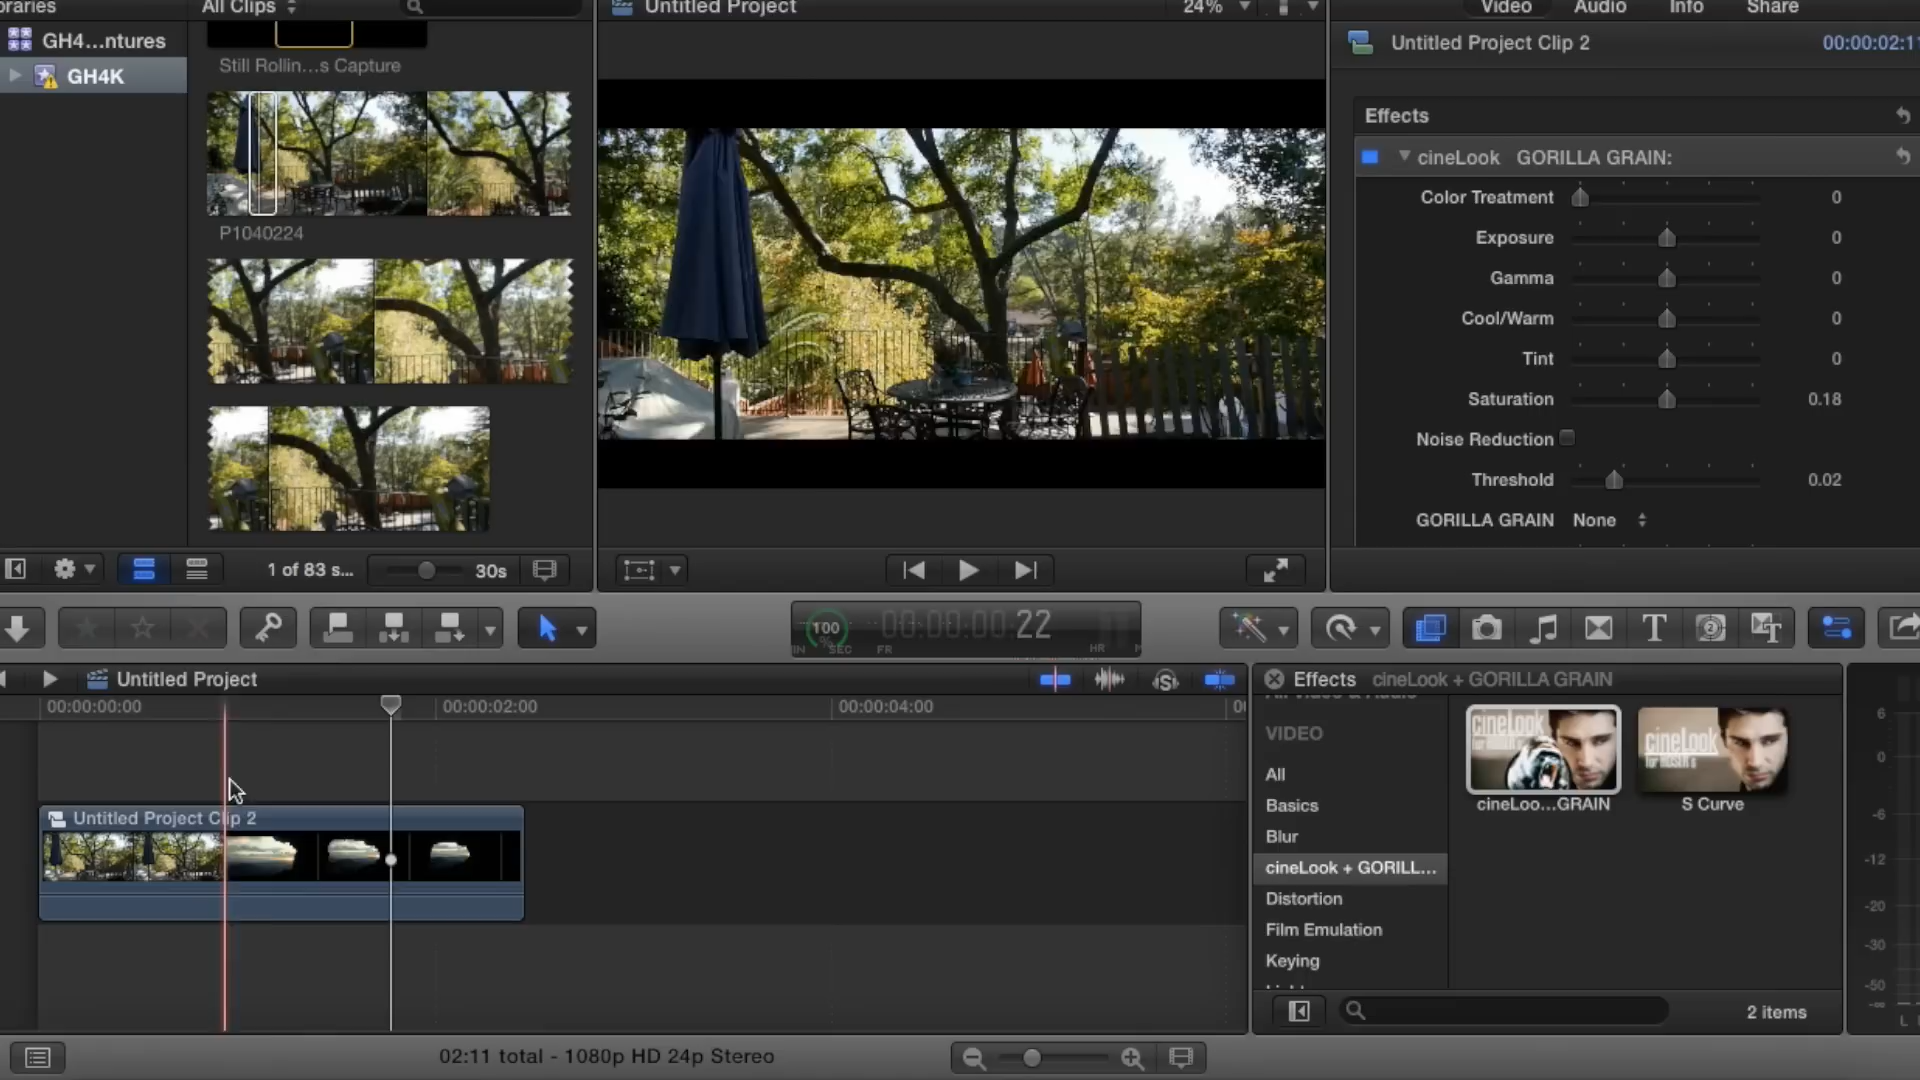 raries
All Clips
Untitled Project
24%
Video
Audio
Info
Share
GH4...ntures
GH4K
Still Rollin...s Capture
P1040224
Untitled Project Clip 2
00:00:02:11
Effects
cineLook GORILLA GRAIN:
Color Treatment 0
Exposure 0
Gamma 0
Cool/Warm 0
Tint 0
Saturation 0.18
Noise Reduction
Threshold 0.02
GORILLA GRAIN None
1 of 83 s...
30s
100
%
00:00:00:22
SEC
FR
HR
Untitled Project
00:00:00:00
00:00:02:00
00:00:04:00
Untitled Project Clip 2
Effects cineLook + GORILLA GRAIN
VIDEO
All
Basics
Blur
cineLook + GORILL...
Distortion
Film Emulation
Keying
cineLook
cineLook
cineLoo...GRAIN
S Curve
2 items
6
0
-6
-12
-20
-30
-50
-∞
L
02:11 total - 1080p HD 24p Stereo